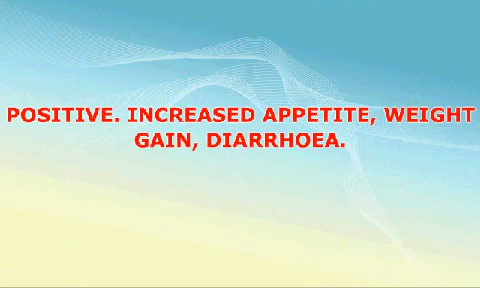 POSITIVE. INCREASED APPETITE, WEIGHT
GAIN, DIARRHOEA.